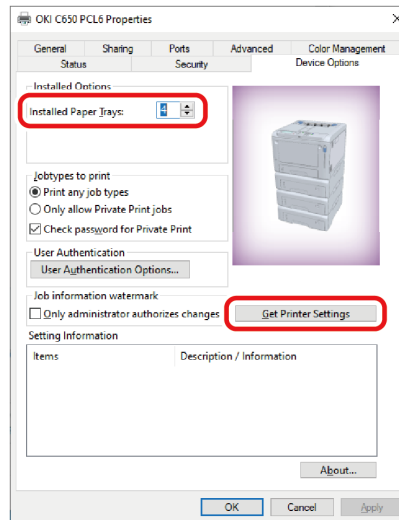 OKI C650 PCL6 Properties
General Sharing Ports Advanced Color Management
Status Security Device Options
Installed Options
Installed Paper Trays: 4
Jobtypes to print
Print any job types
Only allow Private Print jobs
Check password for Private Print
User Authentication
User Authentication Options...
Job information watermark
Only administrator authorizes changes Get Printer Settings
Setting Information
Items Description / Information
About...
OK Cancel Apply